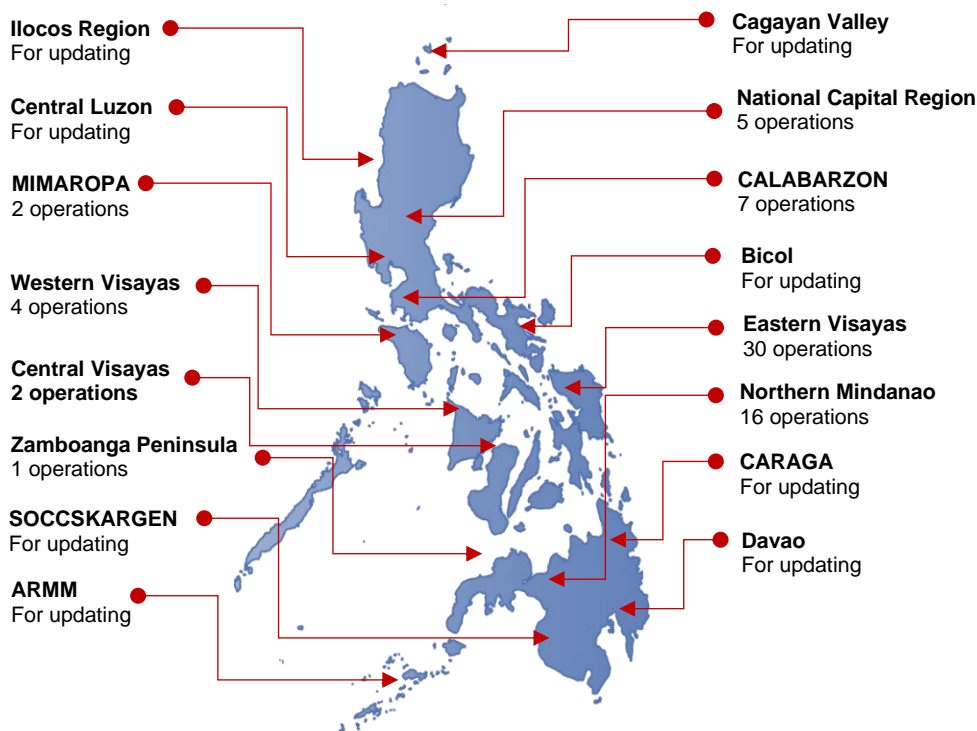 Ilocos Region
For updating
Central Luzon
For updating
MIMAROPA
2 operations
Western Visayas
4 operations
Central Visayas
2 operations
Zamboanga Peninsula
1 operations
SOCCSKARGEN
For updating
ARMM
For updating
Cagayan Valley
For updating
National Capital Region
5 operations
CALABARZON
7 operations
Bicol
For updating
Eastern Visayas
30 operations
Northern Mindanao
16 operations
CARAGA
For updating
Davao
For updating